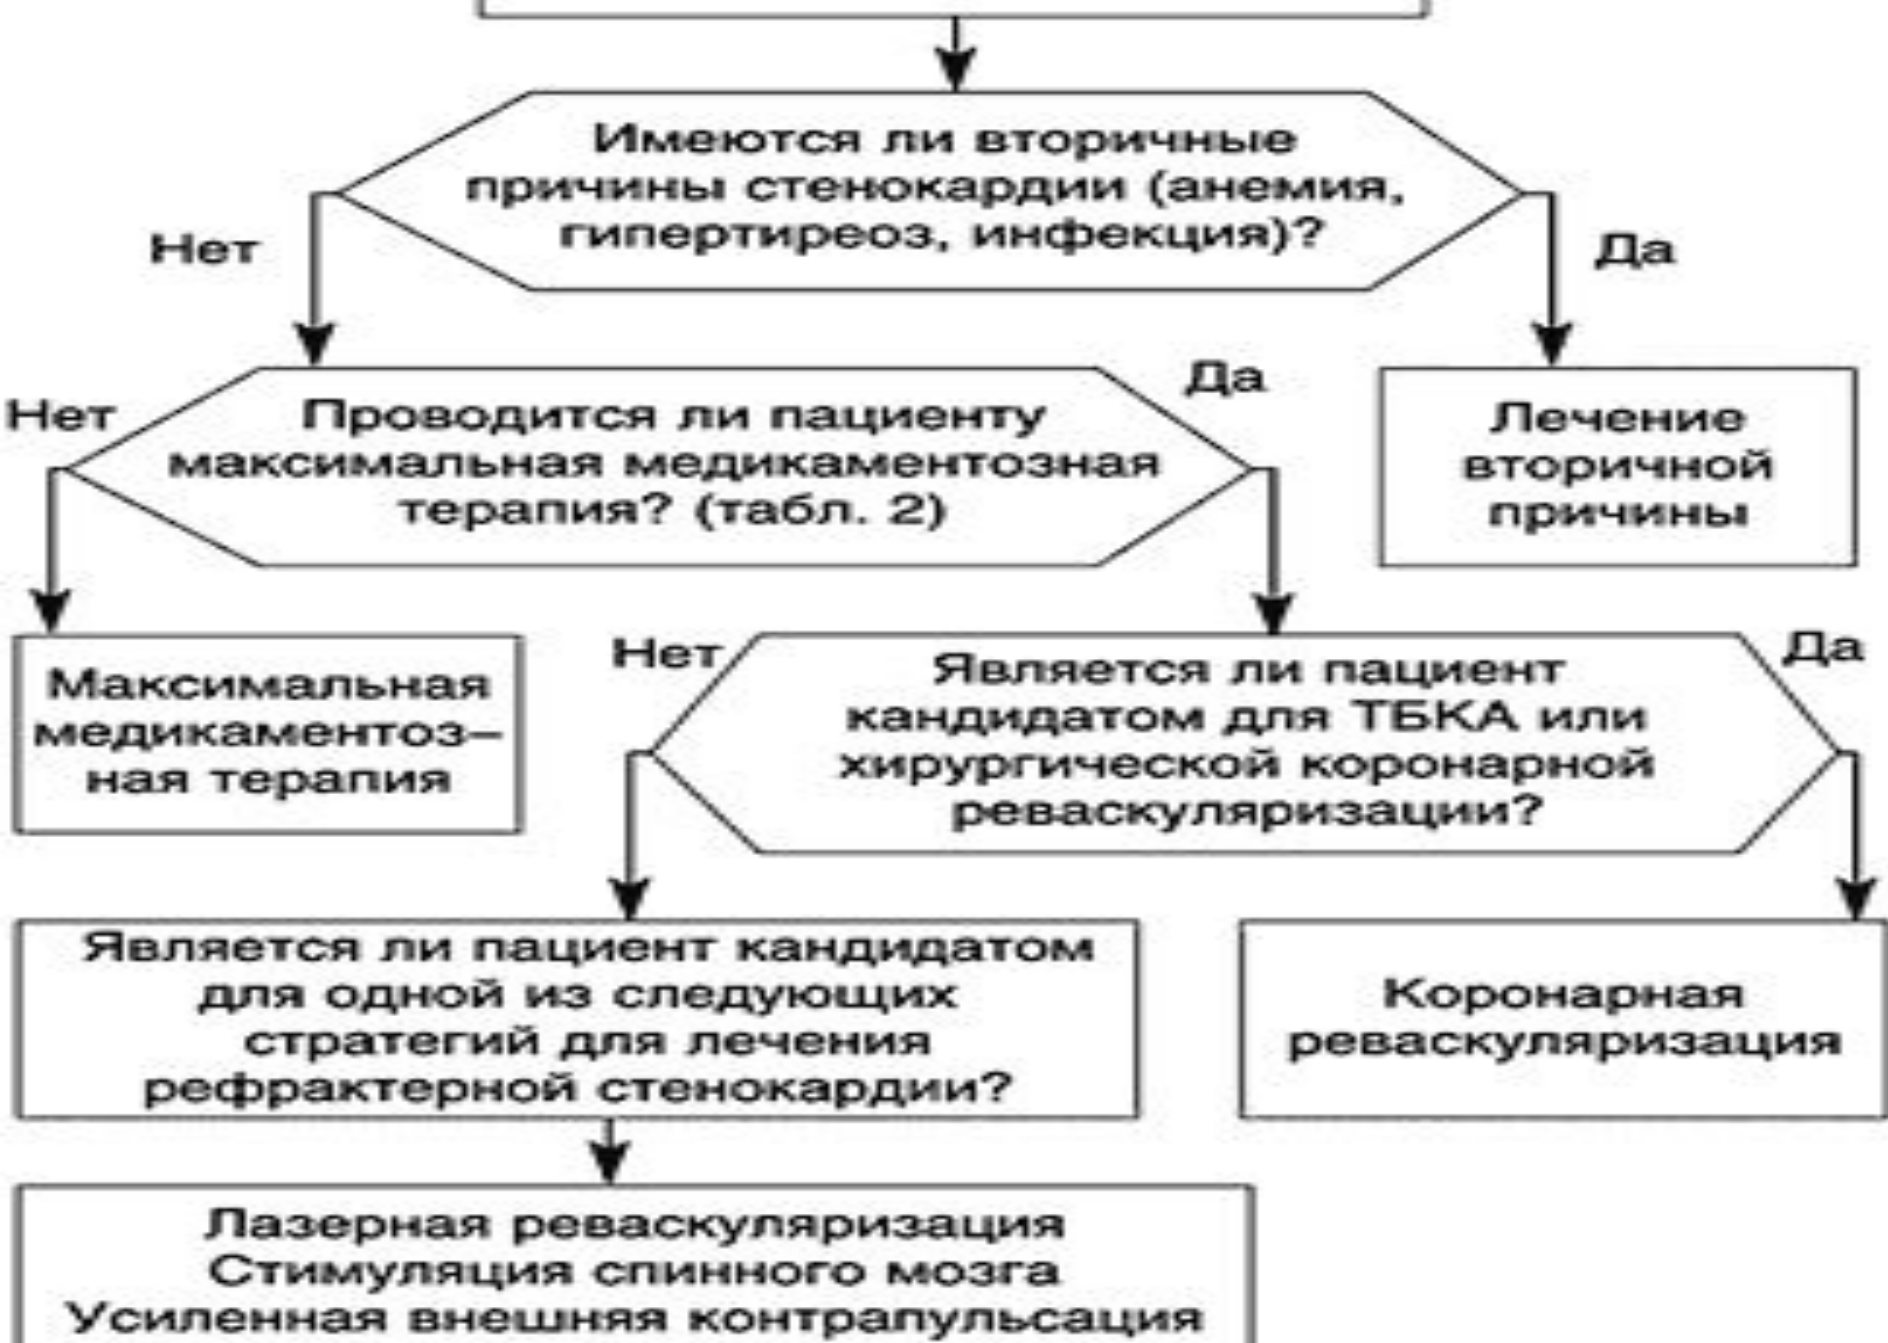 Имеются ли вторичные
причины стенокардии (анемия,
гипертиреоз, инфекция)?
Нет
Да
Нет
Проводится ли пациенту
максимальная медикаментозная
терапия? (табл. 2)
Да
Лечение
вторичной
причины
Максимальная
медикаментоз–
ная терапия
Нет
Является ли пациент
кандидатом для ТБКА или
хирургической коронарной
реваскуляризации?
Да
Является ли пациент кандидатом
для одной из следующих
стратегий для лечения
рефрактерной стенокардии?
Коронарная
реваскуляризация
Лазерная реваскуляризация
Стимуляция спинного мозга
Усиленная внешняя контрапульсация